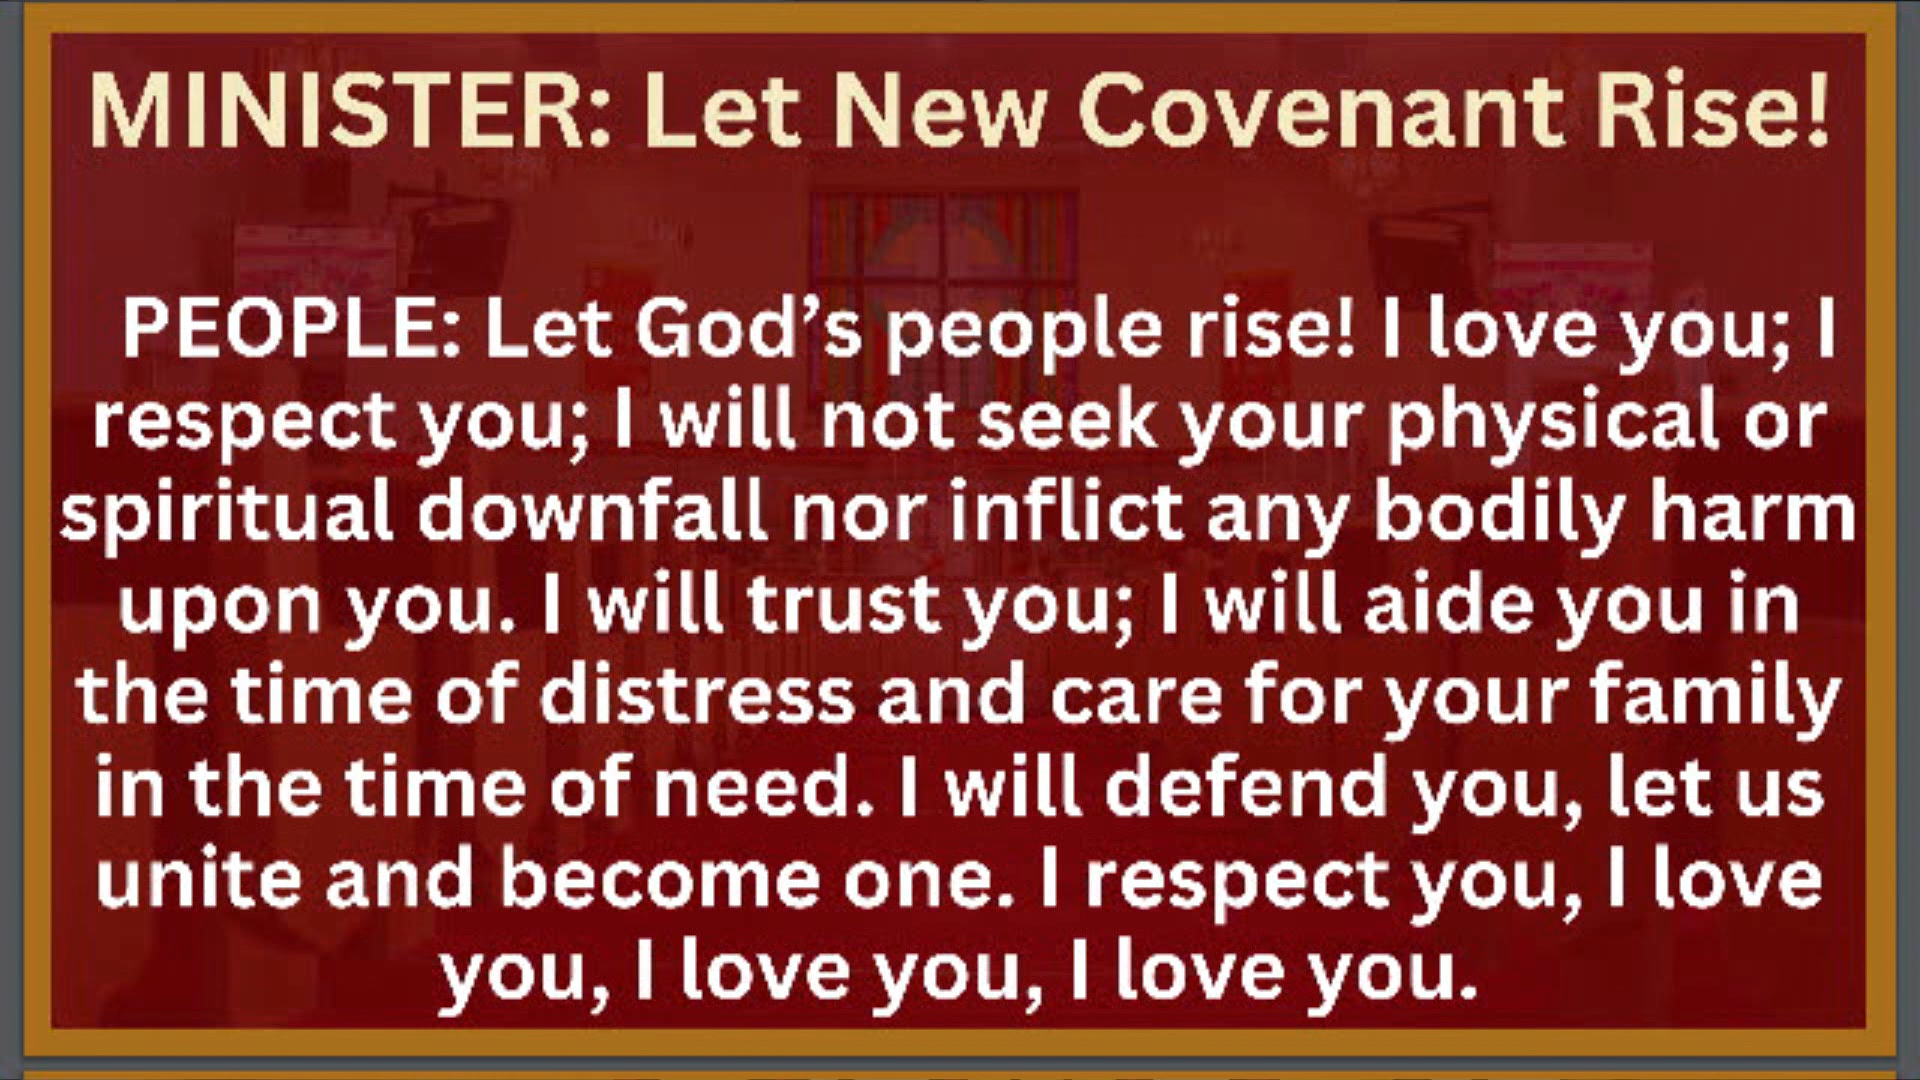 MINISTER: Let New Covenant Rise!
PEOPLE: Let God’s people rise! I love you; I
respect you; I will not seek your physical or
spiritual downfall nor inflict any bodily harm
upon you. I will trust you; I will aide you in
the time of distress and care for your family
in the time of need. I will defend you, let us
unite and become one. I respect you, I love
you, I love you, I love you.